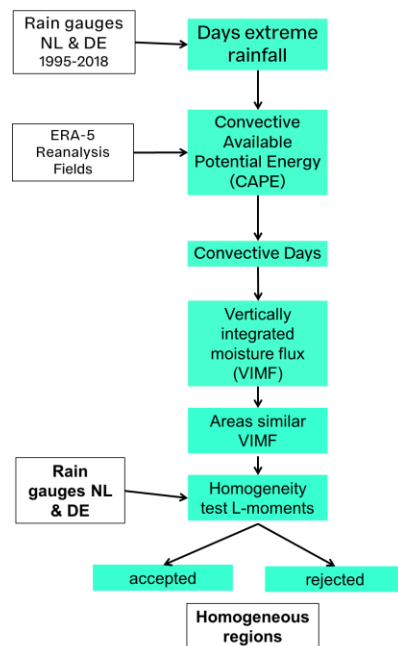 Rain gauges
NL & DE
1995-2018
Days extreme
rainfall
ERA-5
Reanalysis
Fields
Convective
Available
Potential Energy
(CAPE)
Convective Days
Vertically
integrated
moisture flux
(VIMF)
Areas similar
VIMF
Rain
gauges NL
& DE
Homogeneity
test L-moments
accepted
rejected
Homogeneous
regions